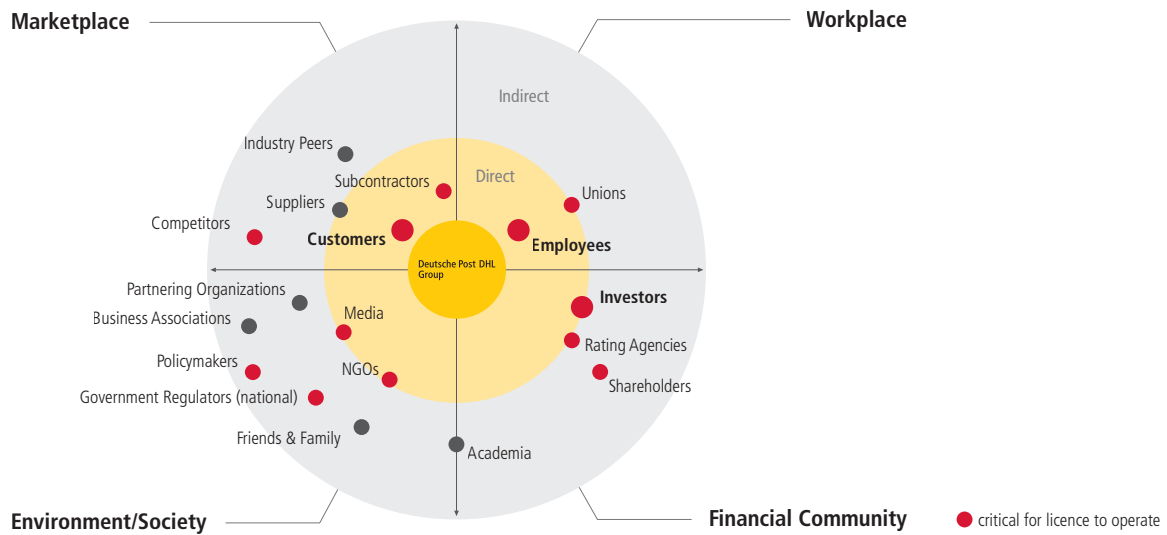 Marketplace
Workplace
Indirect
Industry Peers
Direct
Subcontractors
Unions
Suppliers
Competitors
Customers
Employees
Deutsche Post DHL
Group
Partnering Organizations
Investors
Business Associations
Media
Rating Agencies
Policymakers
NGOs
Shareholders
Government Regulators (national)
Friends & Family
Academia
Environment/Society
Financial Community
critical for licence to operate